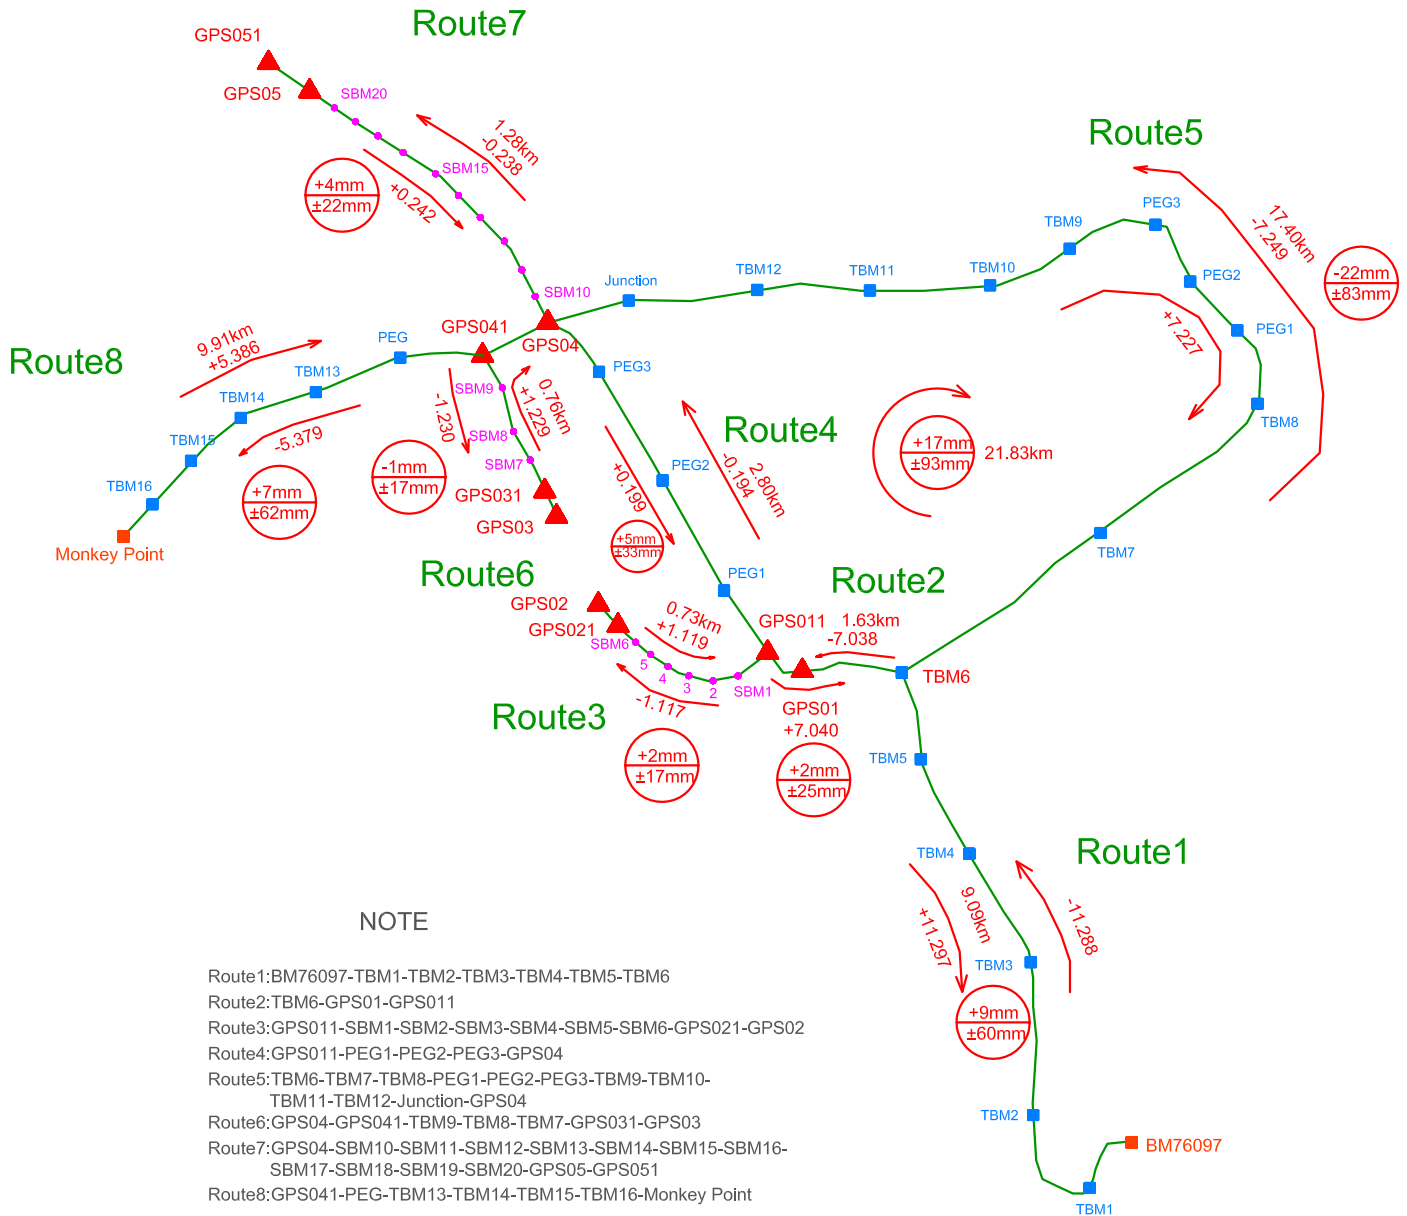 Route7
GPS051
GPS05
SBM20
1.28km
-0.238
SBM15
+4mm
±22mm
+0.242
Route5
PEG3
TBM9
17.40km
-7.249
-22mm
±83mm
PEG2
PEG1
+7.227
TBM8
TBM10
TBM11
TBM12
Junction
SBM10
GPS041
GPS04
9.91km
+5.386
PEG
Route8
TBM13
TBM14
TBM15
TBM16
-5.379
+7mm
±62mm
Monkey Point
SBM9
-1.230
0.76km
+1.229
SBM8
SBM7
-1mm
±17mm
GPS031
GPS03
PEG3
Route4
PEG2
2.80km
-0.194
+0.199
+5mm
±33mm
+17mm
±93mm
21.83km
TBM7
PEG1
Route6
GPS02
GPS021
SBM6
5
4
3
2
SBM1
0.73km
+1.119
-1.117
Route3
+2mm
±17mm
Route2
GPS011
1.63km
-7.038
TBM6
GPS01
+7.040
+2mm
±25mm
TBM5
TBM4
Route1
9.09km
+11.297
-11.288
TBM3
+9mm
±60mm
TBM2
BM76097
TBM1
NOTE
Route1:BM76097-TBM1-TBM2-TBM3-TBM4-TBM5-TBM6
Route2:TBM6-GPS01-GPS011
Route3:GPS011-SBM1-SBM2-SBM3-SBM4-SBM5-SBM6-GPS021-GPS02
Route4:GPS011-PEG1-PEG2-PEG3-GPS04
Route5:TBM6-TBM7-TBM8-PEG1-PEG2-PEG3-TBM9-TBM10-
TBM11-TBM12-Junction-GPS04
Route6:GPS04-GPS041-TBM9-TBM8-TBM7-GPS031-GPS03
Route7:GPS04-SBM10-SBM11-SBM12-SBM13-SBM14-SBM15-SBM16-
SBM17-SBM18-SBM19-SBM20-GPS05-GPS051
Route8:GPS041-PEG-TBM13-TBM14-TBM15-TBM16-Monkey Point